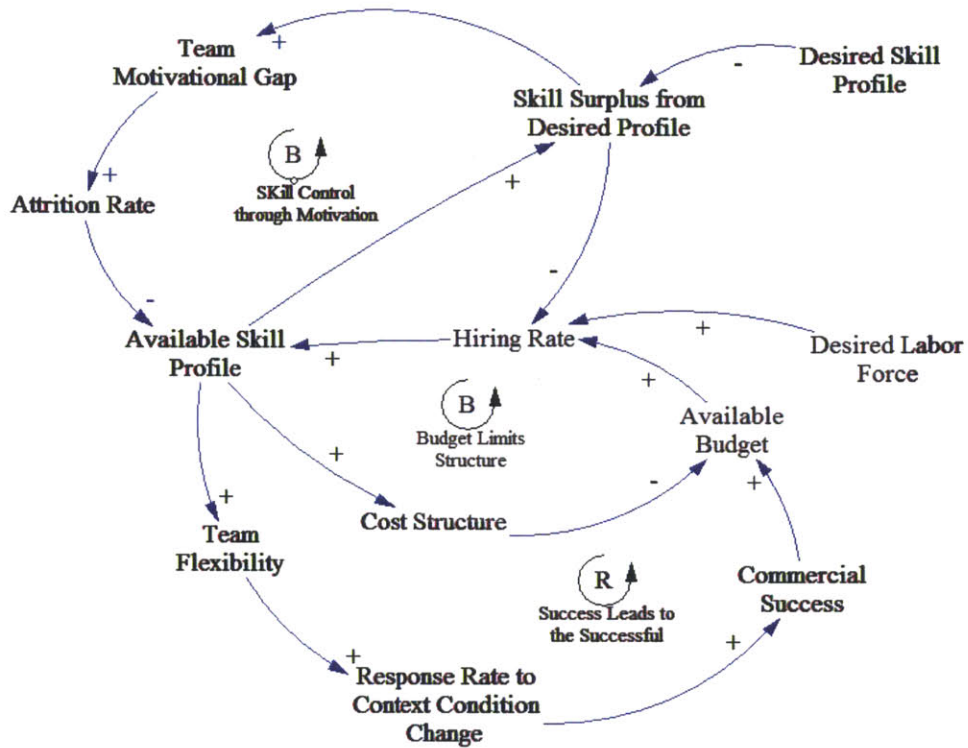 Team
Motivational Gap
+
Desired Skill
Profile
-
Skill Surplus from
Desired Profile
B
SKill Control
through Motivation
+
Attrition Rate
+
-
-
Available Skill
Profile
Hiring Rate
+
+
Desired Labor
Force
+
B
Budget Limits
Structure
Available
Budget
+
-
+
Cost Structure
+
Team
Flexibility
R
Success Leads to
the Successful
Commercial
Success
+
+
Response Rate to
Context Condition
Change